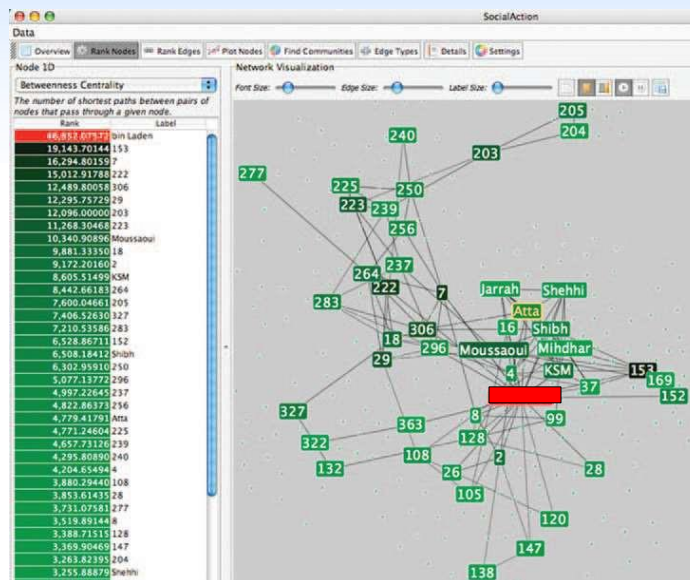 SocialAction
Data
Overview Rank Nodes Rank Edges Plot Nodes Find Communities Edge Types Details Settings
Node 1D
Betweenness Centrality
The number of shortest paths between pairs of
nodes that pass through a given node.
Rank Label
46,852.07572 bin Laden
19,143.70144 153
16,294.80159 7
15,012.91788 222
12,489.80058 306
12,295.75729 29
12,096.00000 203
11,268.30468 223
10,340.90896 Moussaoui
9,881.33350 18
9,172.20160 2
8,605.51499 KSM
8,442.66183 264
7,600.04661 205
7,406.52630 327
7,210.53586 283
6,528.86711 152
6,508.18412 Shibh
6,302.95910 250
5,077.13772 296
4,997.22645 237
4,822.86373 256
4,779.41791 Atta
4,771.24604 225
4,657.73126 239
4,295.80890 240
4,204.65494 4
3,880.29440 108
3,853.61435 28
3,731.07581 277
3,519.89144 8
3,388.71515 128
3,369.90469 147
3,263.82395 204
3,255.88879 Shehhi
Network Visualization
Font Size: Edge Size: Label Size:
205
240 204
203
277
225 250
223 239
256
264 237
222 7 Jarrah Shehhi
283 Atta
306 16 Shibh
18 296 Moussaoui Mihdhar
29 4 KSM 153
37 169
152
327 8 99
363
322 128
108 2
132 26 28
105
120
147
138